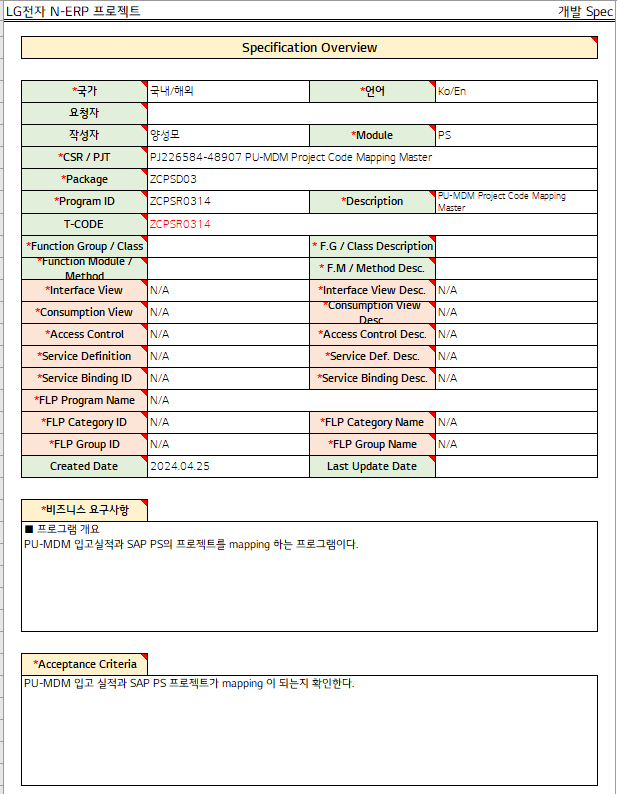 LG전자 N-ERP 프로젝트 개발 Spec
Specification Overview
*국가 국내/해외 *언어 Ko/En
요청자
작성자 양성모 *Module PS
*CSR / PJT PJ226584-48907 PU-MDM Project Code Mapping Master
*Package ZCPSD03
*Program ID ZCPSR0314 *Description PU-MDM Project Code Mapping
Master
T-CODE ZCPSR0314
*Function Group / Class * F.G / Class Description
*Function Module /
Method * F.M / Method Desc.
*Interface View N/A *Interface View Desc. N/A
*Consumption View N/A *Consumption View
Desc N/A
*Access Control N/A *Access Control Desc. N/A
*Service Definition N/A *Service Def. Desc. N/A
*Service Binding ID N/A *Service Binding Desc. N/A
*FLP Program Name N/A
*FLP Category ID N/A *FLP Category Name N/A
*FLP Group ID N/A *FLP Group Name N/A
Created Date 2024.04.25 Last Update Date
*비즈니스 요구사항
■ 프로그램 개요
PU-MDM 입고실적과 SAP PS의 프로젝트를 mapping 하는 프로그램이다.
*Acceptance Criteria
PU-MDM 입고 실적과 SAP PS 프로젝트가 mapping 이 되는지 확인한다.